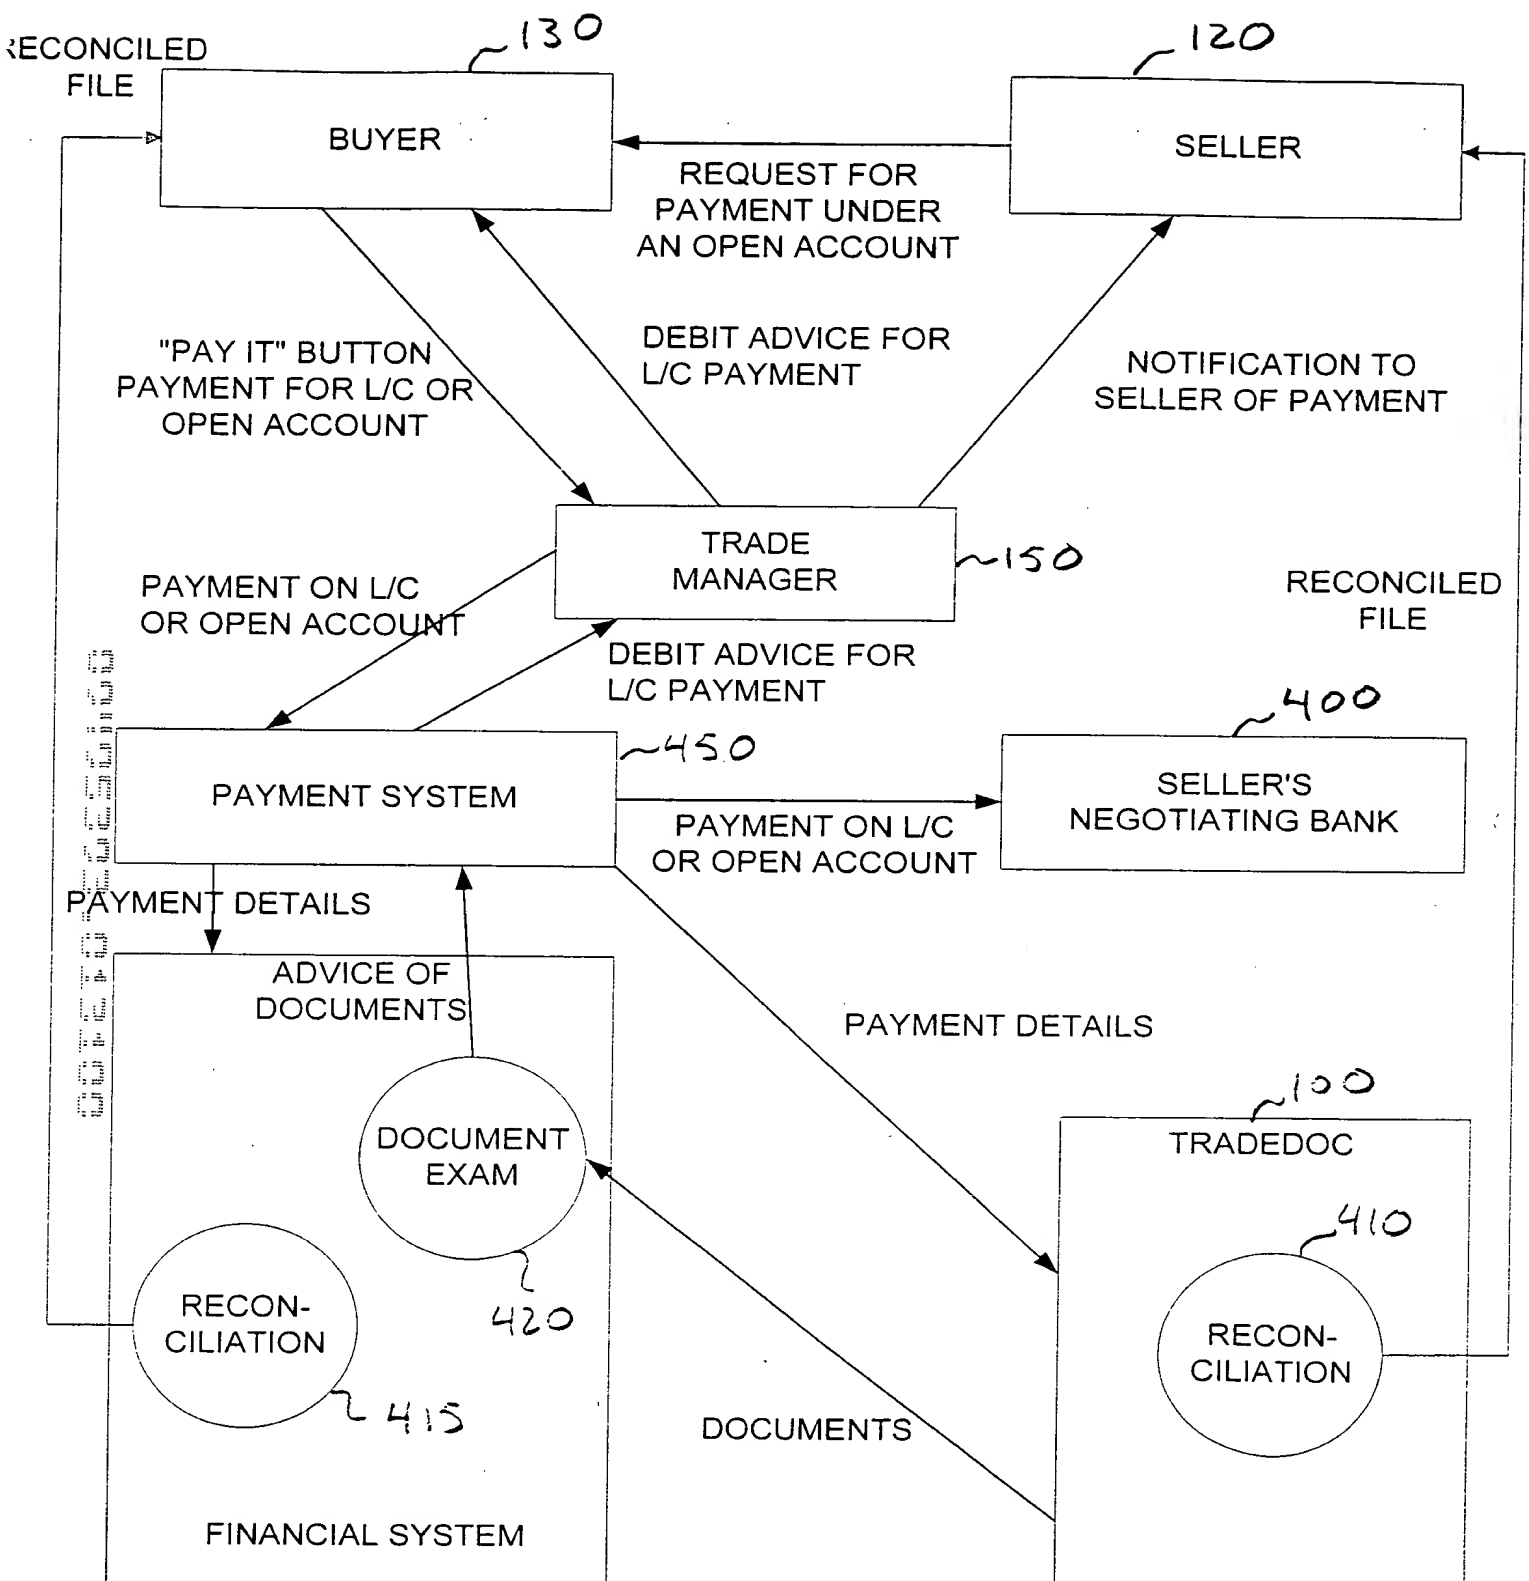 RECONCILED
FILE
130
120
BUYER
SELLER
REQUEST FOR
PAYMENT UNDER
AN OPEN ACCOUNT
"PAY IT" BUTTON
PAYMENT FOR L/C OR
OPEN ACCOUNT
DEBIT ADVICE FOR
L/C PAYMENT
NOTIFICATION TO
SELLER OF PAYMENT
TRADE
MANAGER
150
PAYMENT ON L/C
OR OPEN ACCOUNT
RECONCILED
FILE
DEBIT ADVICE FOR
L/C PAYMENT
450
400
PAYMENT SYSTEM
SELLER'S
NEGOTIATING BANK
PAYMENT ON L/C
OR OPEN ACCOUNT
PAYMENT DETAILS
ADVICE OF
DOCUMENTS
PAYMENT DETAILS
100
TRADEDOC
DOCUMENT
EXAM
420
410
RECON-
CILIATION
415
RECON-
CILIATION
DOCUMENTS
FINANCIAL SYSTEM